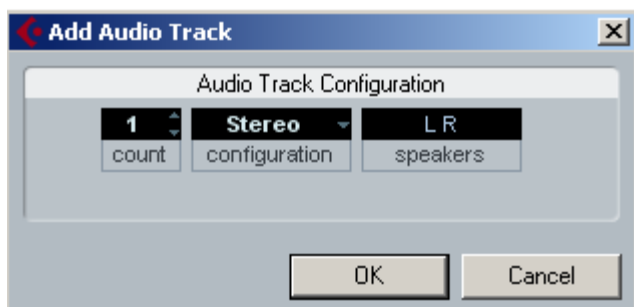 Add Audio Track
Audio Track Configuration
1 Stereo L R
count configuration speakers
OK Cancel